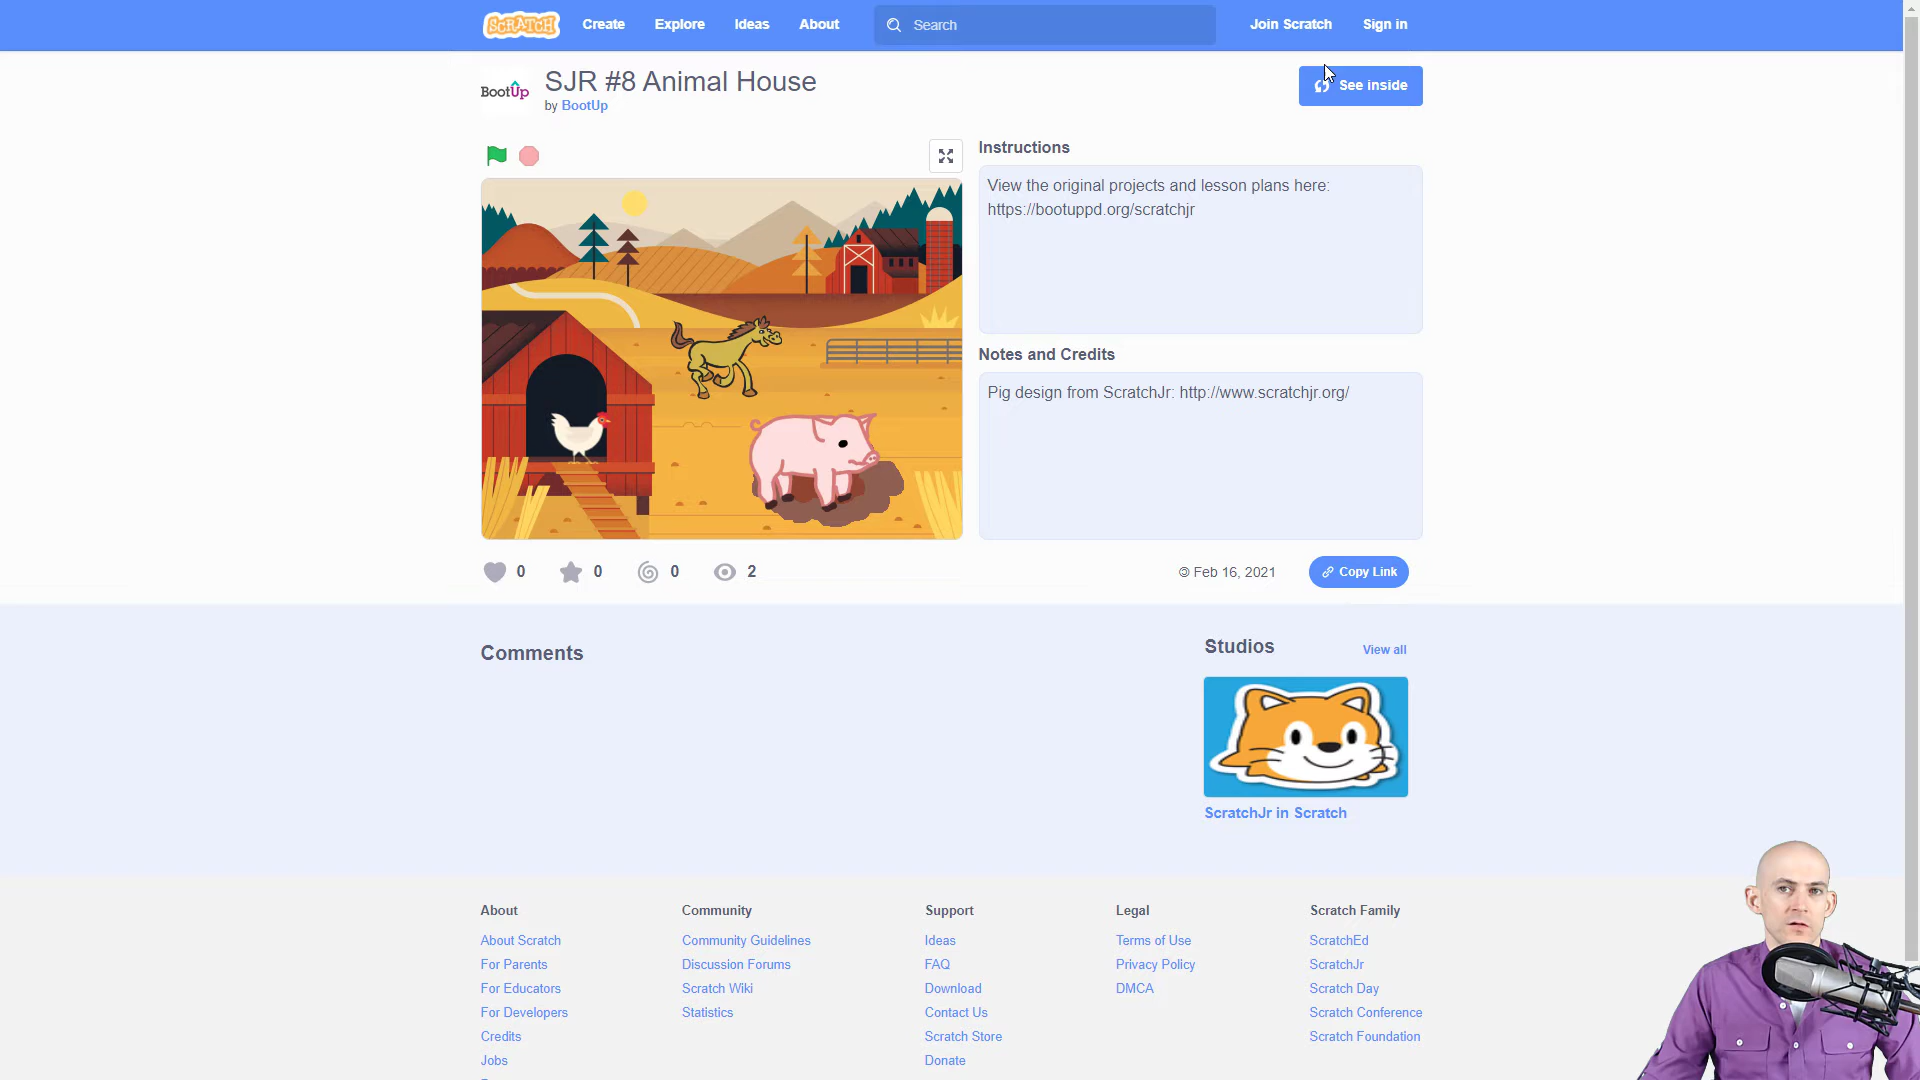 SCRATCH Create Explore Ideas About Search Join Scratch Sign in
BootUp
SJR #8 Animal House
by BootUp
See inside
Instructions
View the original projects and lesson plans here:
https://bootuppd.org/scratchjr
Notes and Credits
Pig design from ScratchJr: http://www.scratchjr.org/
0 0 0 2
© Feb 16, 2021
Copy Link
Comments
Studios
View all
ScratchJr in Scratch
About
About Scratch
For Parents
For Educators
For Developers
Credits
Jobs
Community
Community Guidelines
Discussion Forums
Scratch Wiki
Statistics
Support
Ideas
FAQ
Download
Contact Us
Scratch Store
Donate
Legal
Terms of Use
Privacy Policy
DMCA
Scratch Family
ScratchEd
ScratchJr
Scratch Day
Scratch Conference
Scratch Foundation